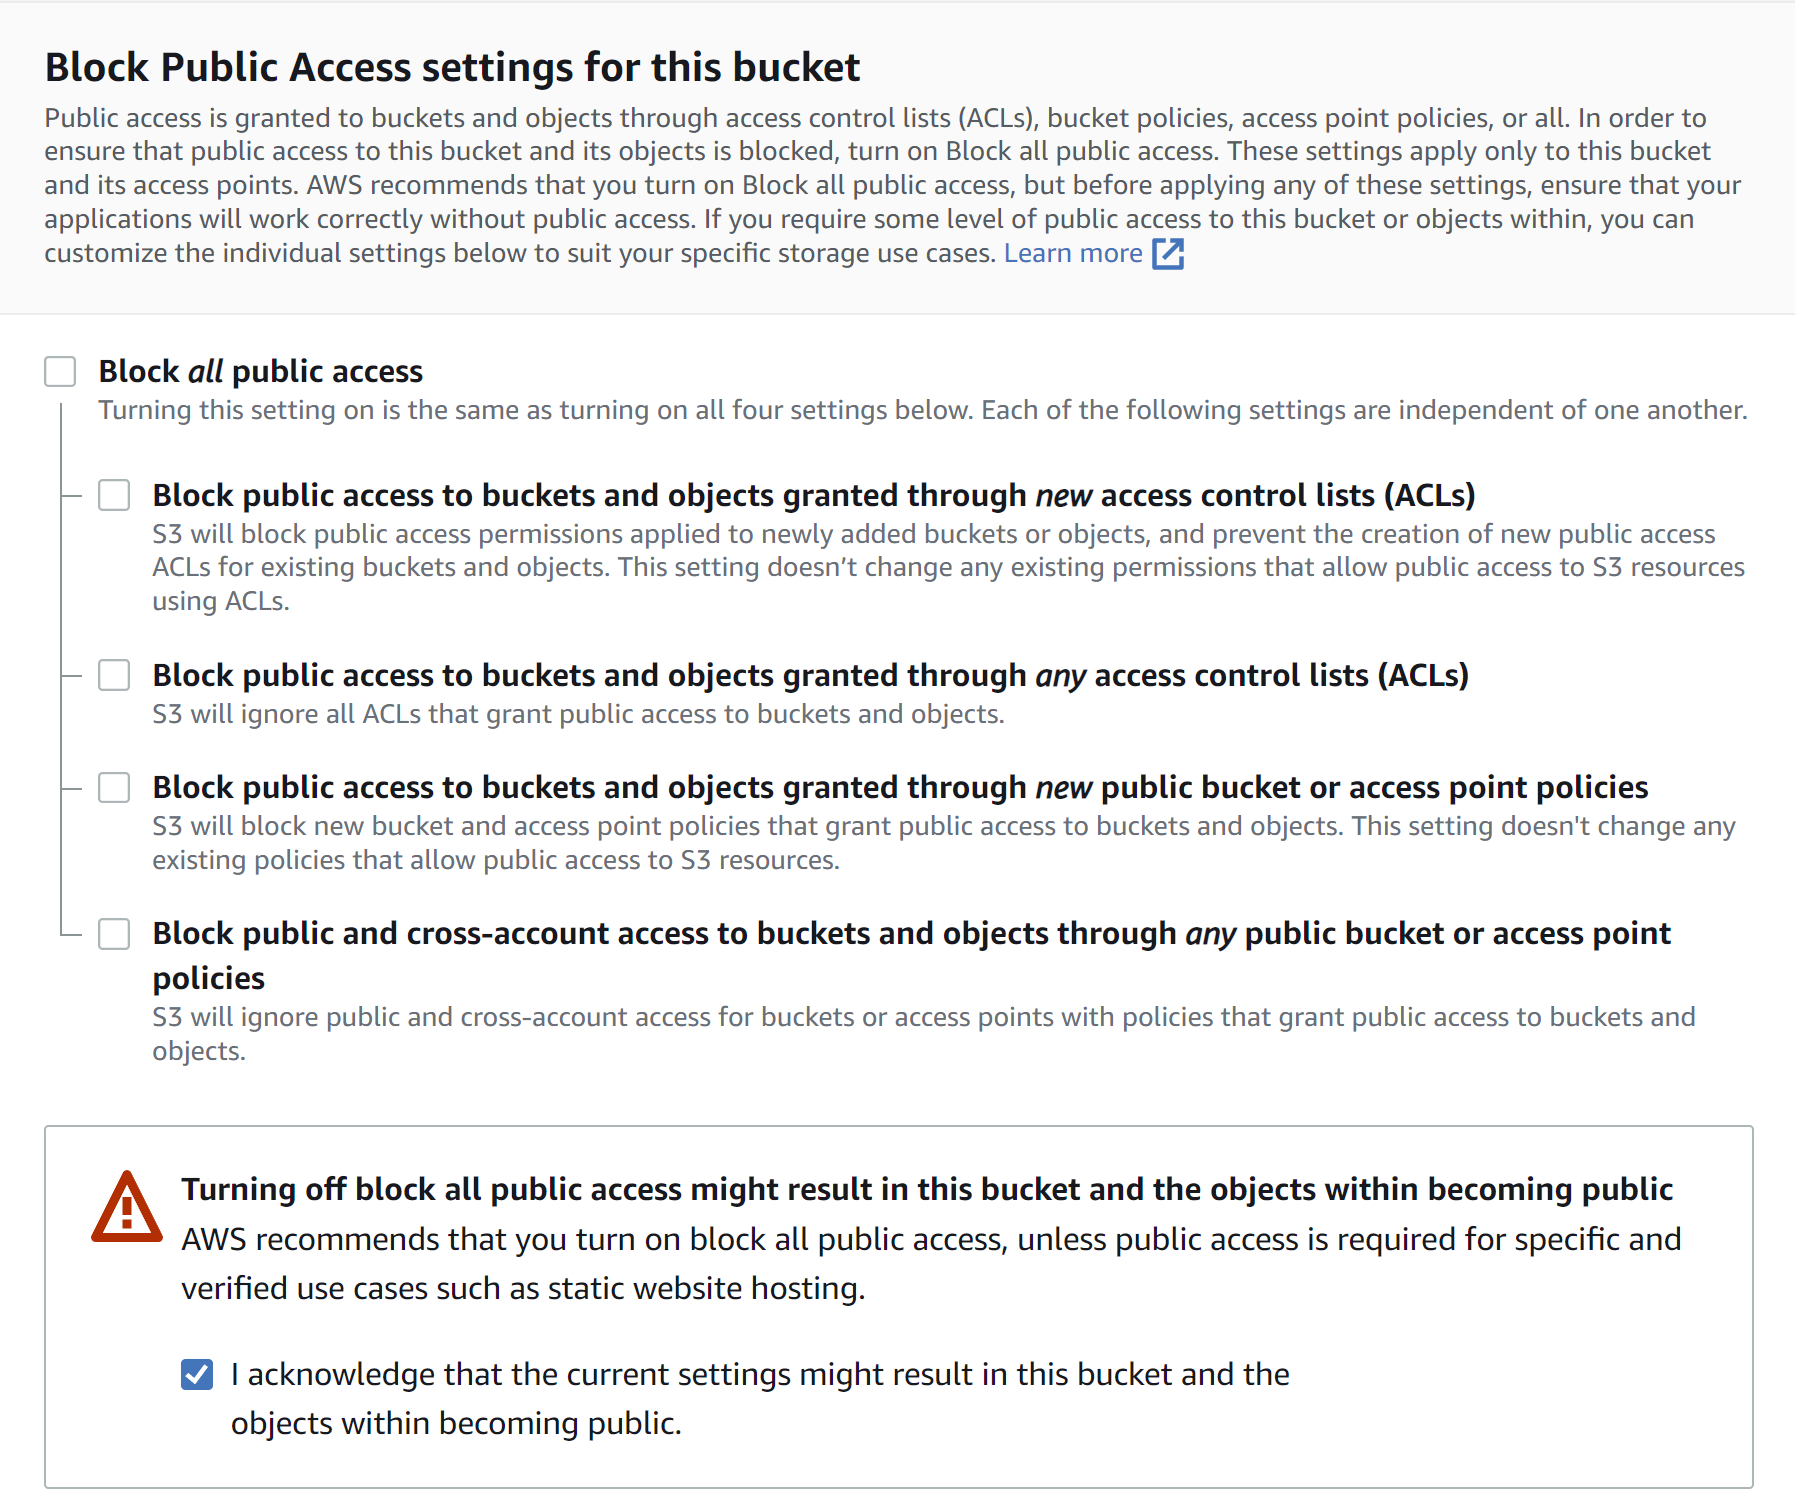 Block Public Access settings for this bucket
Public access is granted to buckets and objects through access control lists (ACLs), bucket policies, access point policies, or all. In order to
ensure that public access to this bucket and its objects is blocked, turn on Block all public access. These settings apply only to this bucket
and its access points. AWS recommends that you turn on Block all public access, but before applying any of these settings, ensure that your
applications will work correctly without public access. If you require some level of public access to this bucket or objects within, you can
customize the individual settings below to suit your specific storage use cases. Learn more
Block all public access
Turning this setting on is the same as turning on all four settings below. Each of the following settings are independent of one another.
Block public access to buckets and objects granted through new access control lists (ACLs)
S3 will block public access permissions applied to newly added buckets or objects, and prevent the creation of new public access
ACLs for existing buckets and objects. This setting doesn’t change any existing permissions that allow public access to S3 resources
using ACLs.
Block public access to buckets and objects granted through any access control lists (ACLs)
S3 will ignore all ACLs that grant public access to buckets and objects.
Block public access to buckets and objects granted through new public bucket or access point policies
S3 will block new bucket and access point policies that grant public access to buckets and objects. This setting doesn't change any
existing policies that allow public access to S3 resources.
Block public and cross-account access to buckets and objects through any public bucket or access point
policies
S3 will ignore public and cross-account access for buckets or access points with policies that grant public access to buckets and
objects.
Turning off block all public access might result in this bucket and the objects within becoming public
AWS recommends that you turn on block all public access, unless public access is required for specific and
verified use cases such as static website hosting.
I acknowledge that the current settings might result in this bucket and the
objects within becoming public.